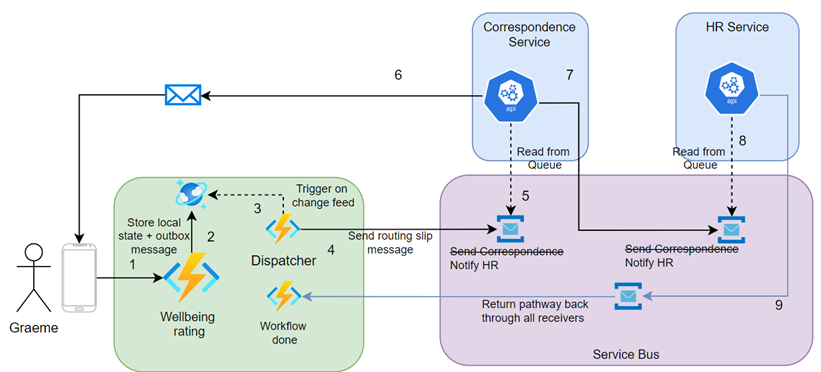 Correspondence
Service
HR Service
6
7
api
api
8
Read from
Queue
Read from
Queue
5
Trigger on
change feed
3
Store local
state + outbox
message
2
4
Send routing slip
message
Dispatcher
Send Correspondence
Notify HR
Send Correspondence
Notify HR
1
Wellbeing
rating
Graeme
Workflow
done
Return pathway back
through all receivers
9
Service Bus